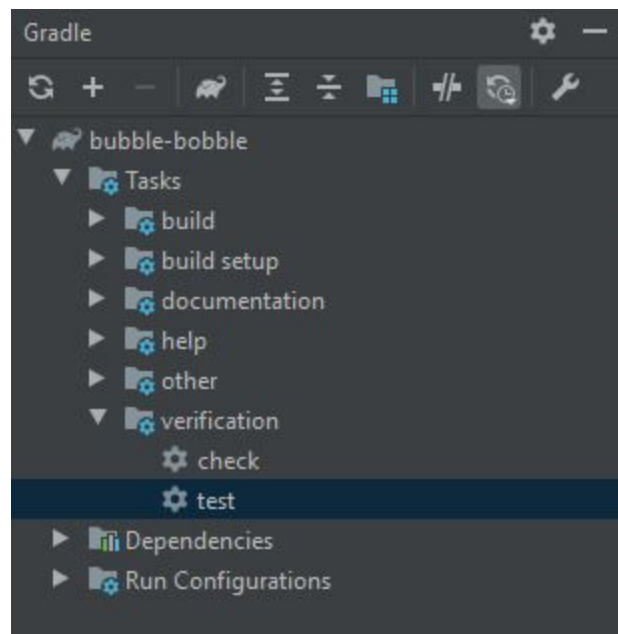 Gradle
bubble-bobble
Tasks
build
build setup
documentation
help
other
verification
check
test
Dependencies
Run Configurations